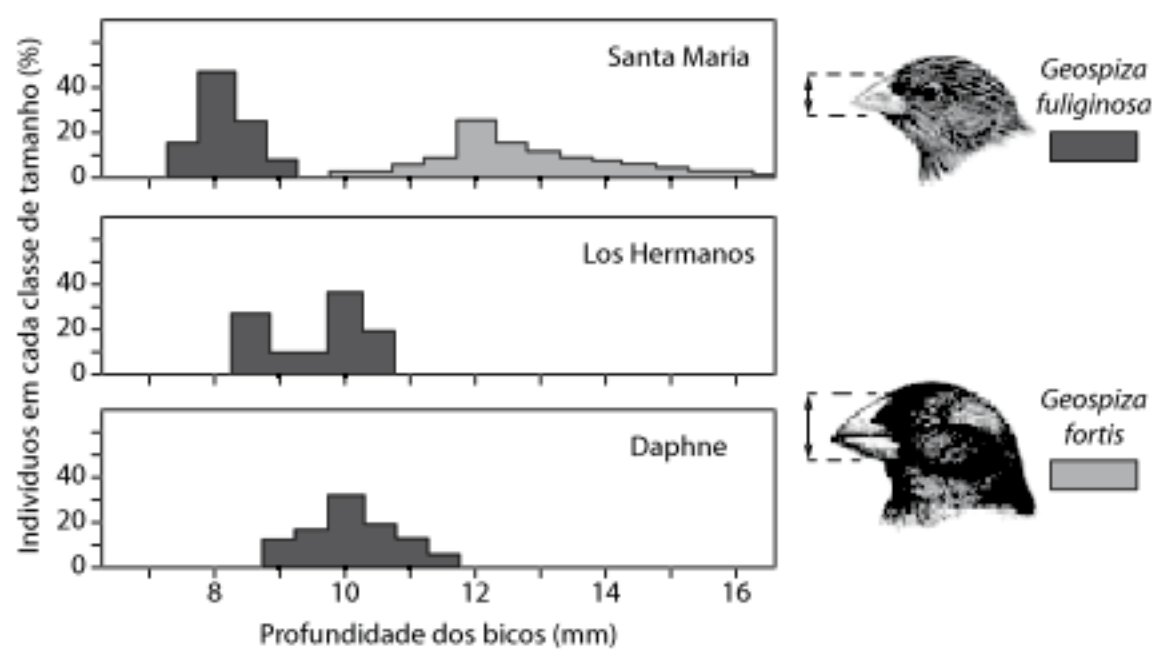 Indivíduos em cada classe de tamanho (%)
Santa Maria
40
20
0
Los Hermanos
40
20
0
Daphne
40
20
0
8 10 12 14 16
Profundidade dos bicos (mm)
Geospiza
fuliginosa
Geospiza
fortis